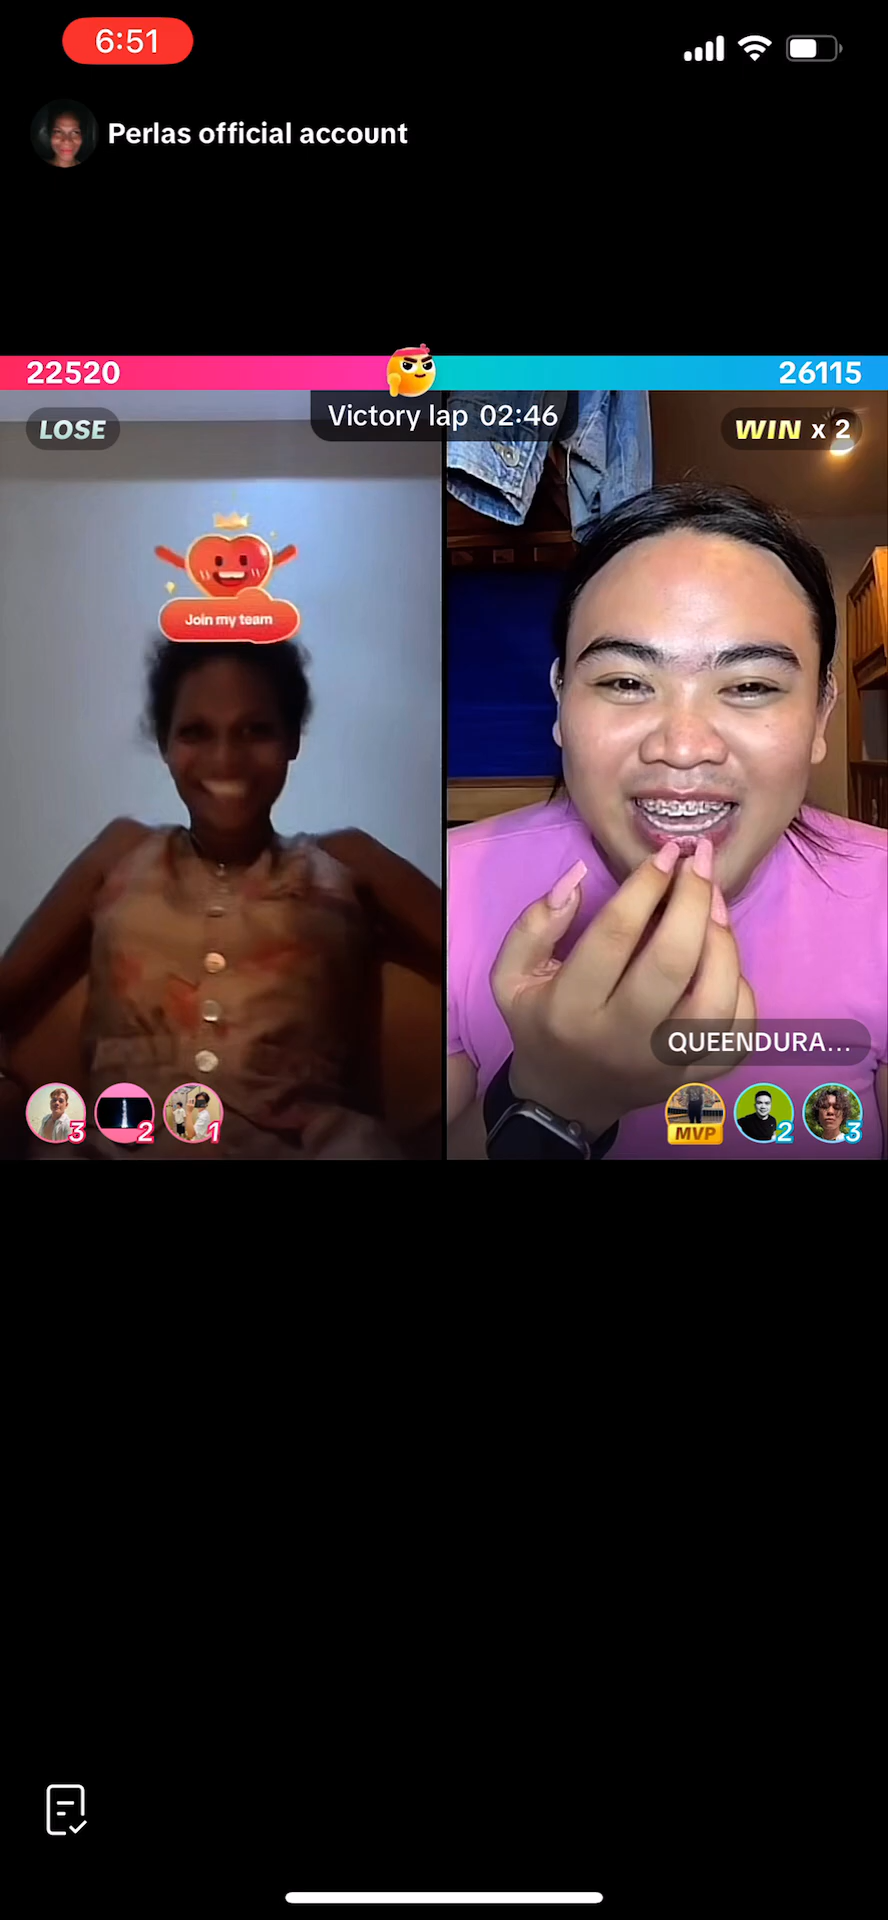 6:51
Perlas official account
22520
26115
Victory lap 02:46
LOSE
WIN x 2
Join my team
QUEENDURA...
3
2
1
MVP
2
3